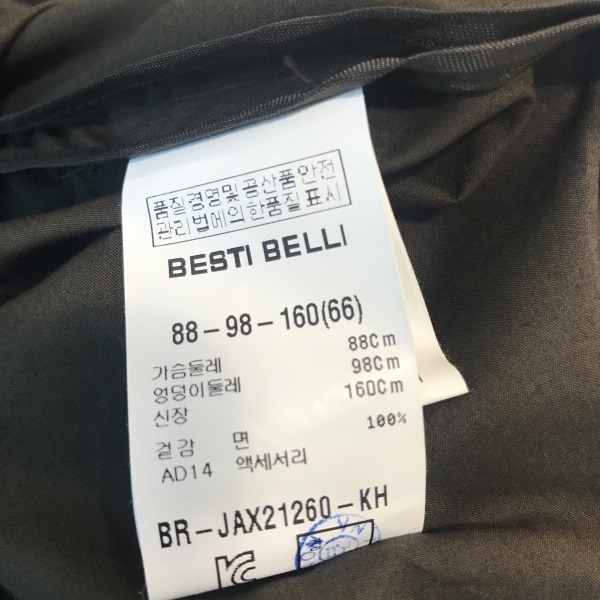 품질경영및 공산품안전
관리법에의 한품질표시
BESTI BELLI
88-98-160(66)
가슴둘레 88Cm
엉덩이둘레 98Cm
신장 160Cm
겉감 면 100%
AD14 액세서리
BR-JAX21260-KH